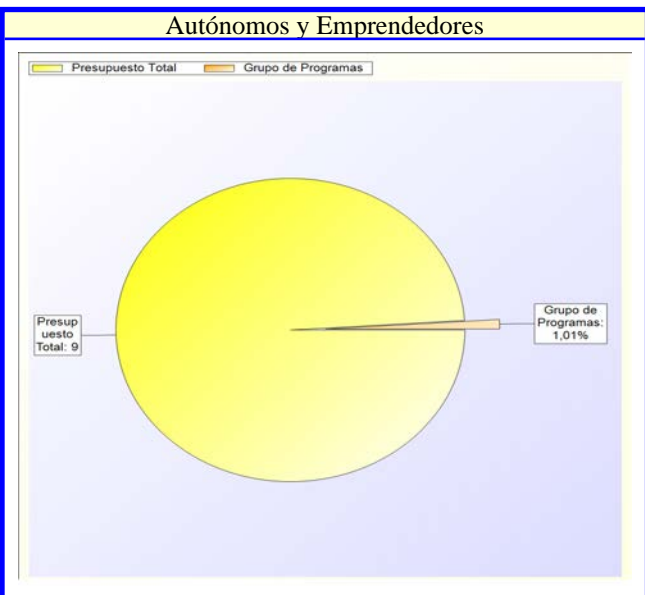 Autónomos y Emprendedores
Presupuesto Total Grupo de Programas
Presup
uesto
Total: 9
Grupo de
Programas:
1,01%